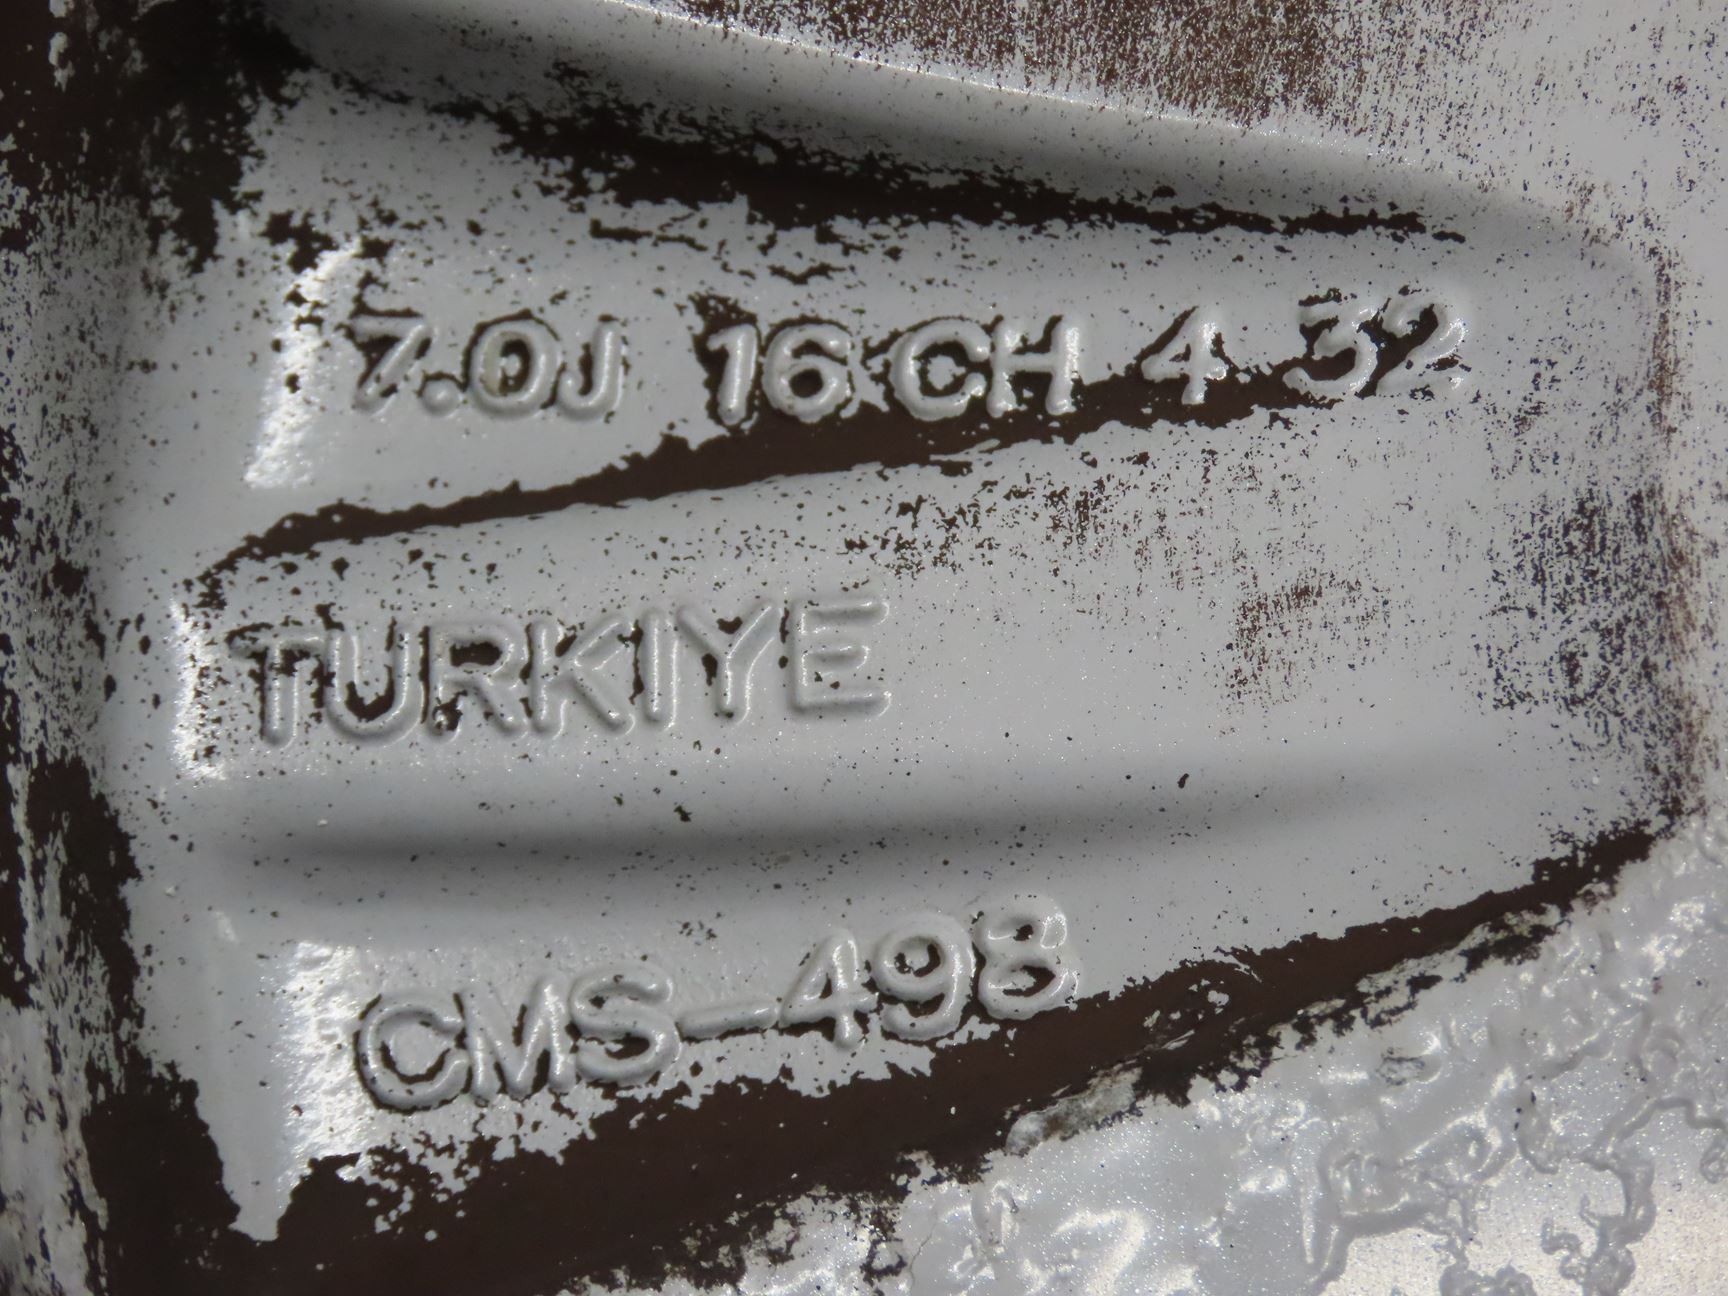 7.0J 16 CH 4 32
TURKIYE
CMS-498